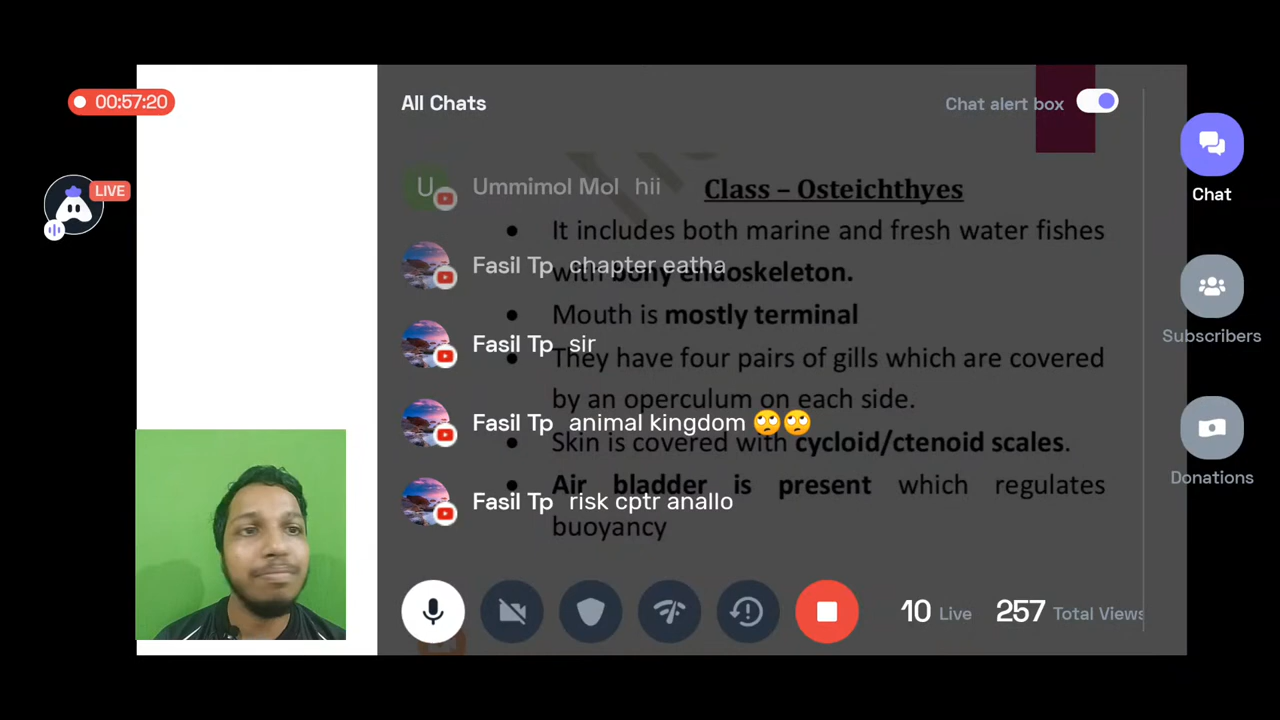 00:57:20
LIVE
All Chats
Chat alert box
U Ummimol Mol hii
Class – Osteichthyes
It includes both marine and fresh water fishes
Fasil Tp chapter eatha
with bony endoskeleton.
Mouth is mostly terminal
Fasil Tp sir
They have four pairs of gills which are covered
by an operculum on each side.
Fasil Tp animal kingdom 🙄🙄
Skin is covered with cycloid/ctenoid scales.
Air bladder is present which regulates
Fasil Tp risk cptr anallo
buoyancy
10 Live 257 Total Views
Chat
Subscribers
Donations